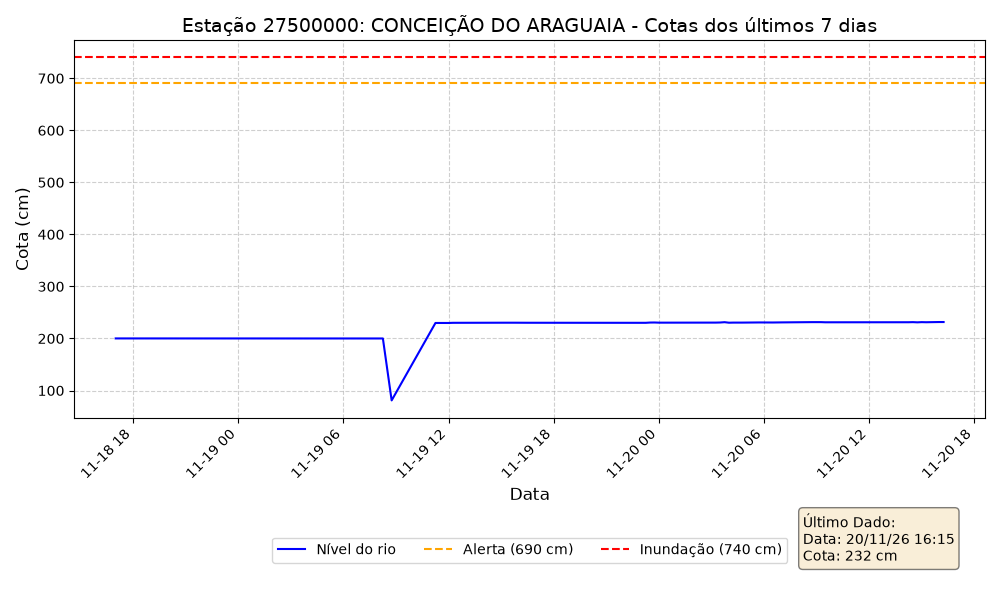 Estação 27500000: CONCEIÇÃO DO ARAGUAIA - Cotas dos últimos 7 dias
Cota (cm)
700
600
500
400
300
200
100
11-18 18
11-19 00
11-19 06
11-19 12
11-19 18
11-20 00
11-20 06
11-20 12
11-20 18
Data
Nível do rio
Alerta (690 cm)
Inundação (740 cm)
Último Dado:
Data: 20/11/26 16:15
Cota: 232 cm